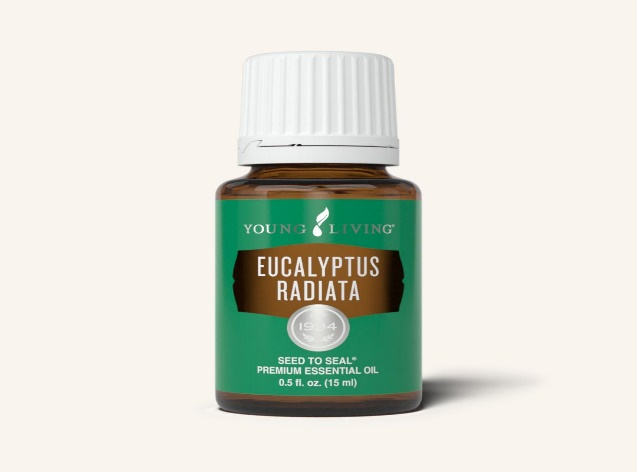 YOUNG LIVING®
EUCALYPTUS
RADIATA
1994
SEED TO SEAL®
PREMIUM ESSENTIAL OIL
0.5 fl. oz. (15 ml)